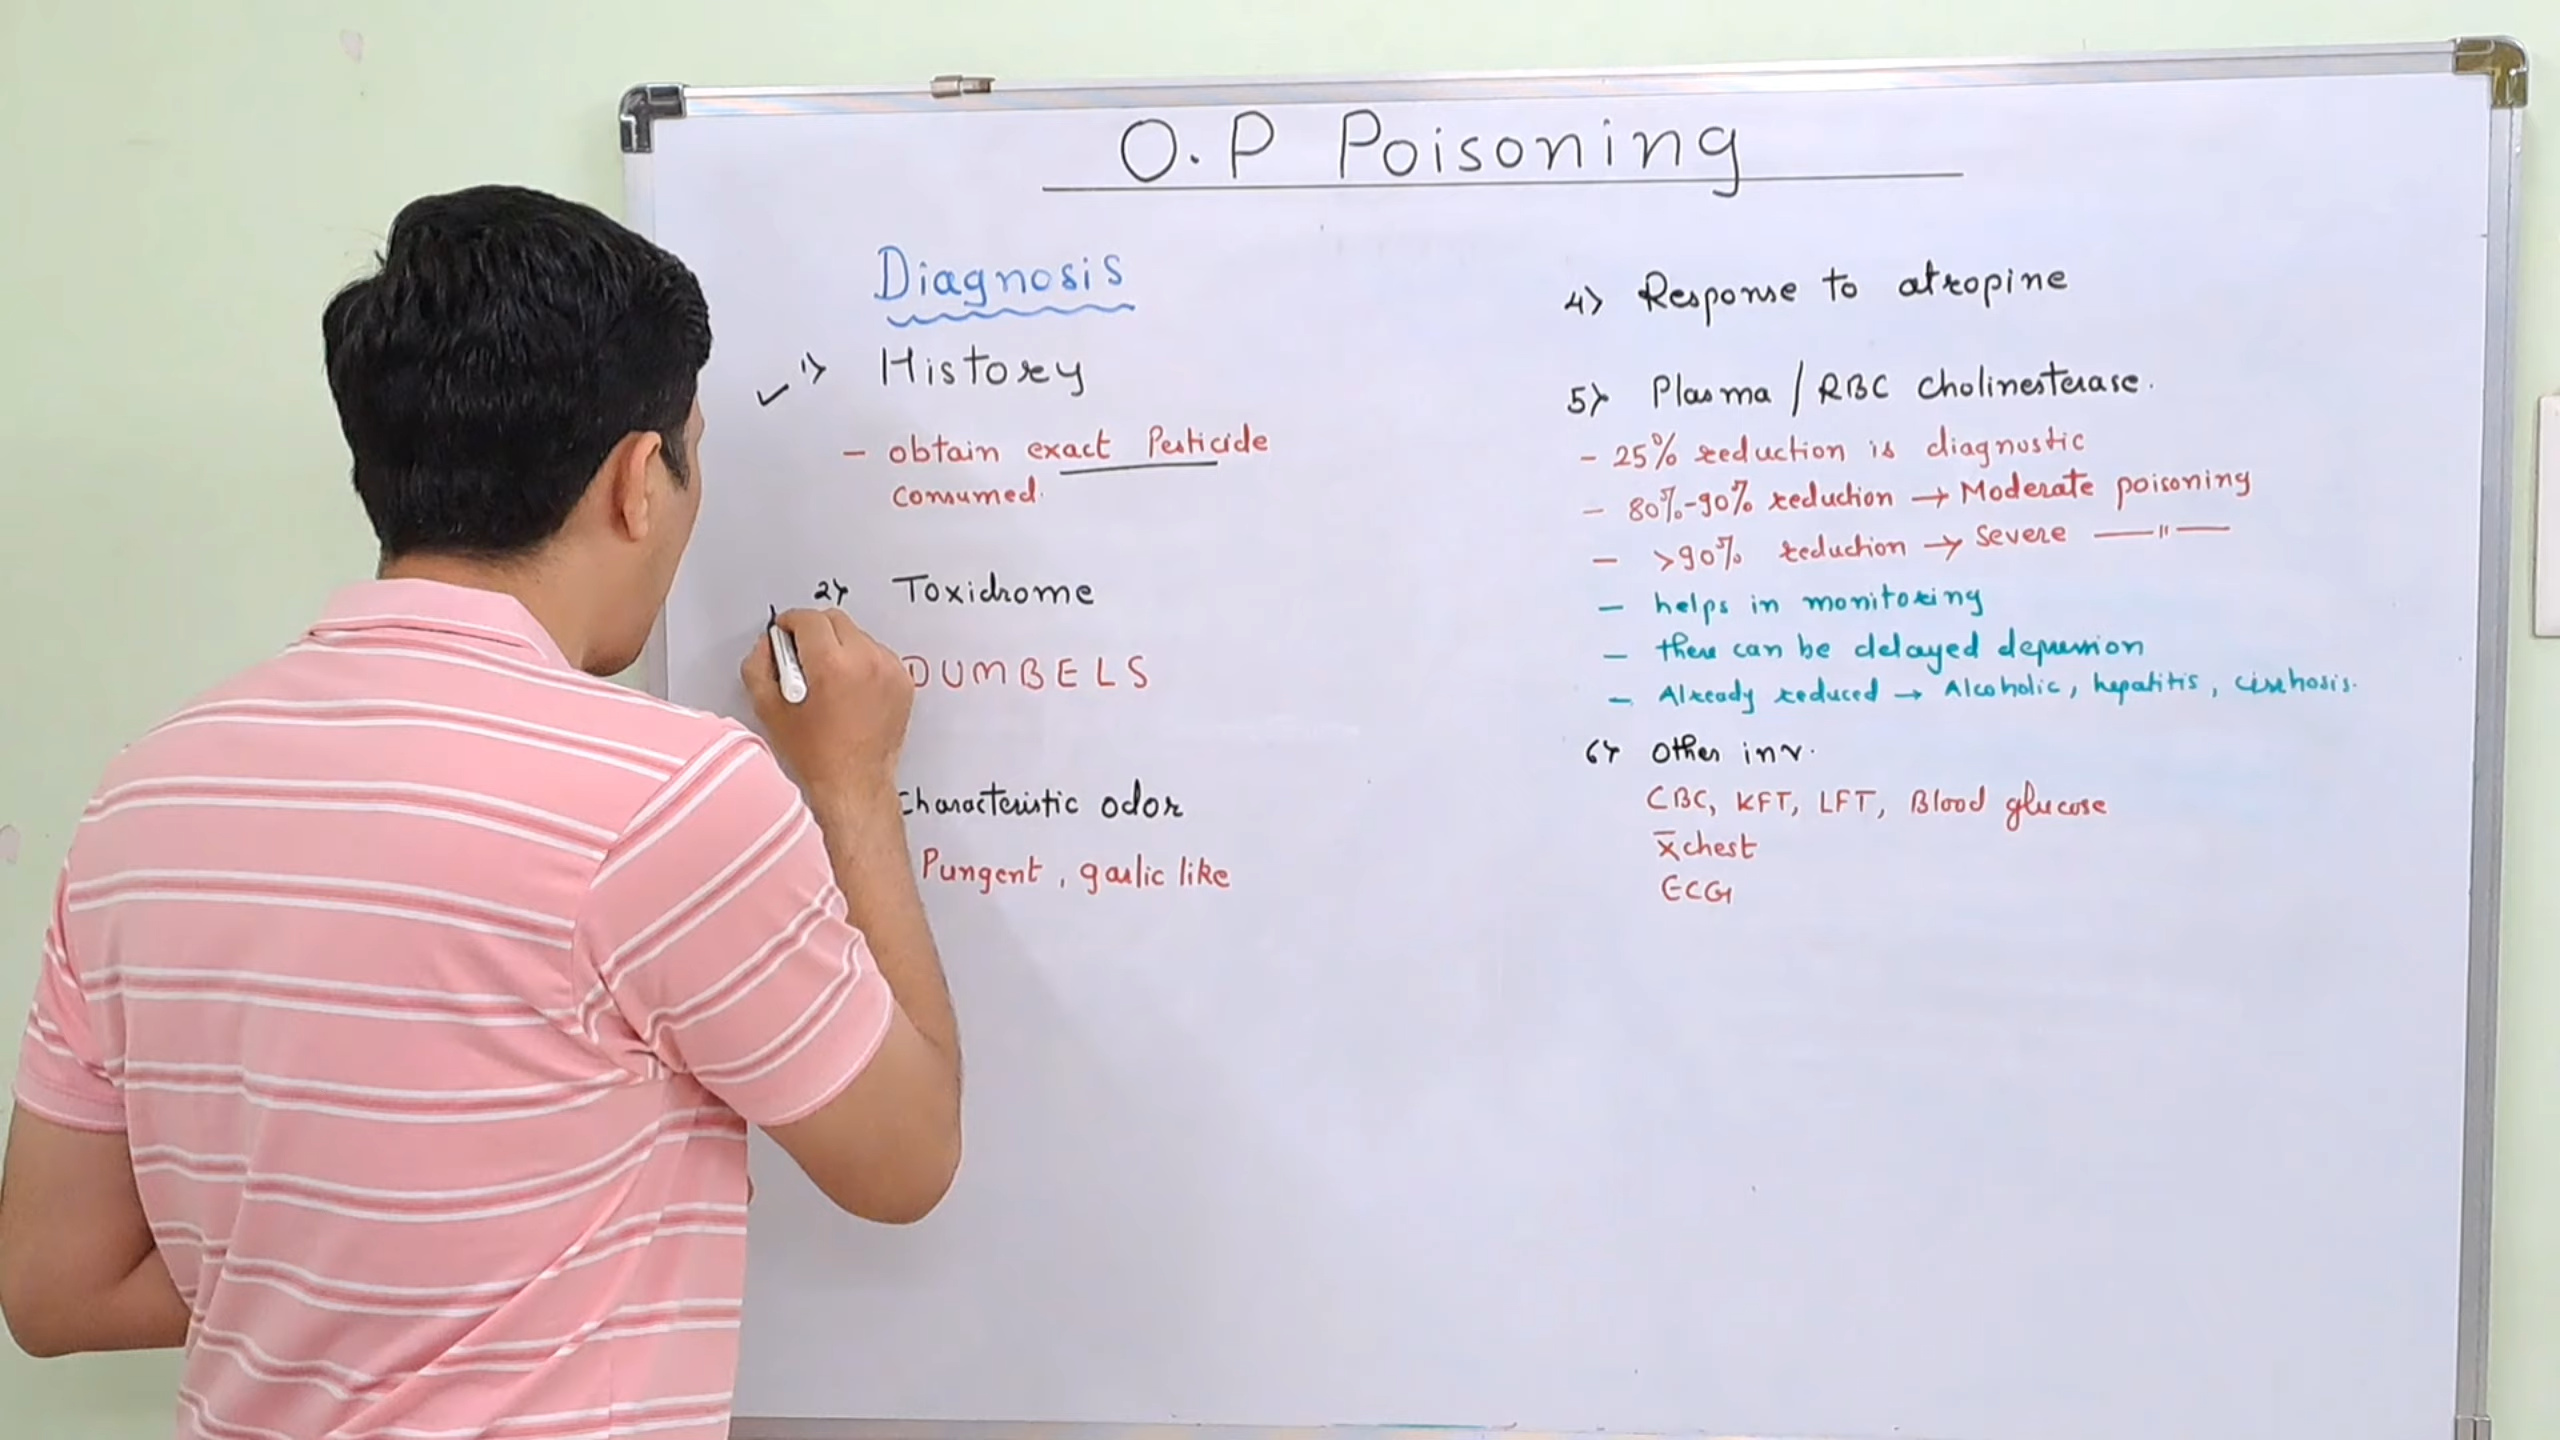 O.P Poisoning
Diagnosis
1) History
- obtain exact Pesticide
consumed.
2) Toxidrome
DUMBELS
Characteristic odor
Pungent, garlic like
4) Response to atropine
5) Plasma / RBC cholinesterase.
- 25% reduction is diagnostic
- 80%-90% reduction → Moderate poisoning
- >90% reduction → Severe —— " ——
- helps in monitoring
- there can be delayed depression
- Already reduced → Alcoholic, hepatitis, cirrhosis.
6) Other inv.
CBC, KFT, LFT, Blood glucose
x̄ chest
ECG